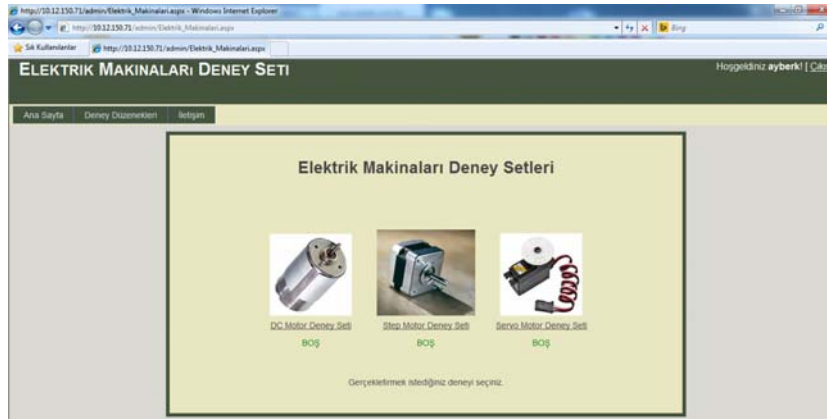 http://10.12.150.71/admin/Elektrik_Makinalari.aspx - Windows Internet Explorer
http://10.12.150.71/admin/Elektrik_Makinalari.aspx
Bing
Sık Kullanılanlar http://10.12.150.71/admin/Elektrik_Makinalari.aspx
ELEKTRIK MAKINALARı DENEY SETI
Hoşgeldiniz ayberk! [ Çıkış
Ana Sayfa Deney Düzenekleri İletişim
Elektrik Makinaları Deney Setleri
DC Motor Deney Seti Step Motor Deney Seti Servo Motor Deney Seti
BOŞ BOŞ BOŞ
Gerçekleştirmek istediğiniz deneyi seçiniz.